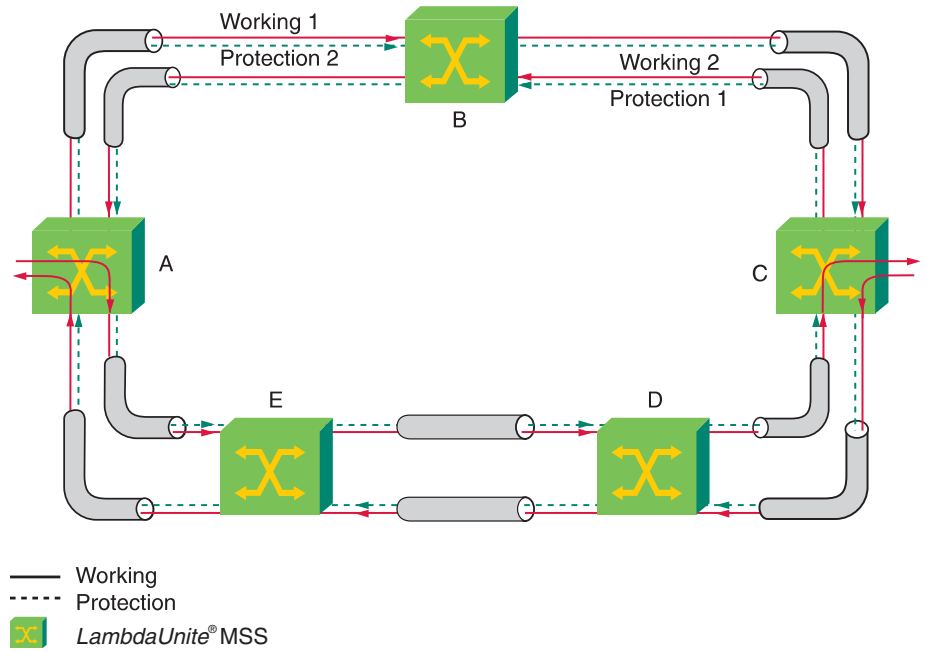 Working 1
Protection 2
Working 2
Protection 1
B
A
C
E
D
Working
Protection
LambdaUnite® MSS